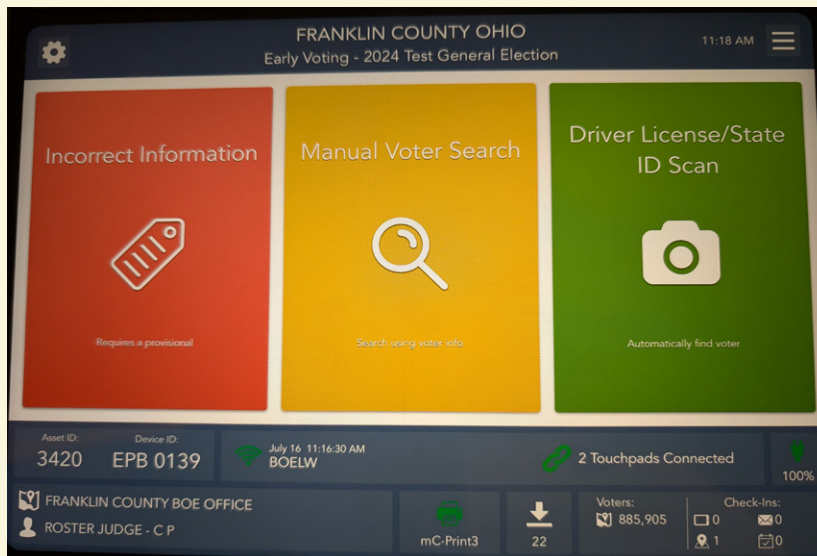 FRANKLIN COUNTY OHIO
Early Voting - 2024 Test General Election
11:18 AM
Incorrect Information
Requires a provisional
Manual Voter Search
Search using voter info
Driver License/State
ID Scan
Automatically find voter
Asset ID:
3420
Device ID:
EPB 0139
July 16 11:16:30 AM
BOELW
2 Touchpads Connected
100%
FRANKLIN COUNTY BOE OFFICE
ROSTER JUDGE - C P
mC-Print3
22
Voters:
885,905
Check-Ins:
0
0
1
0